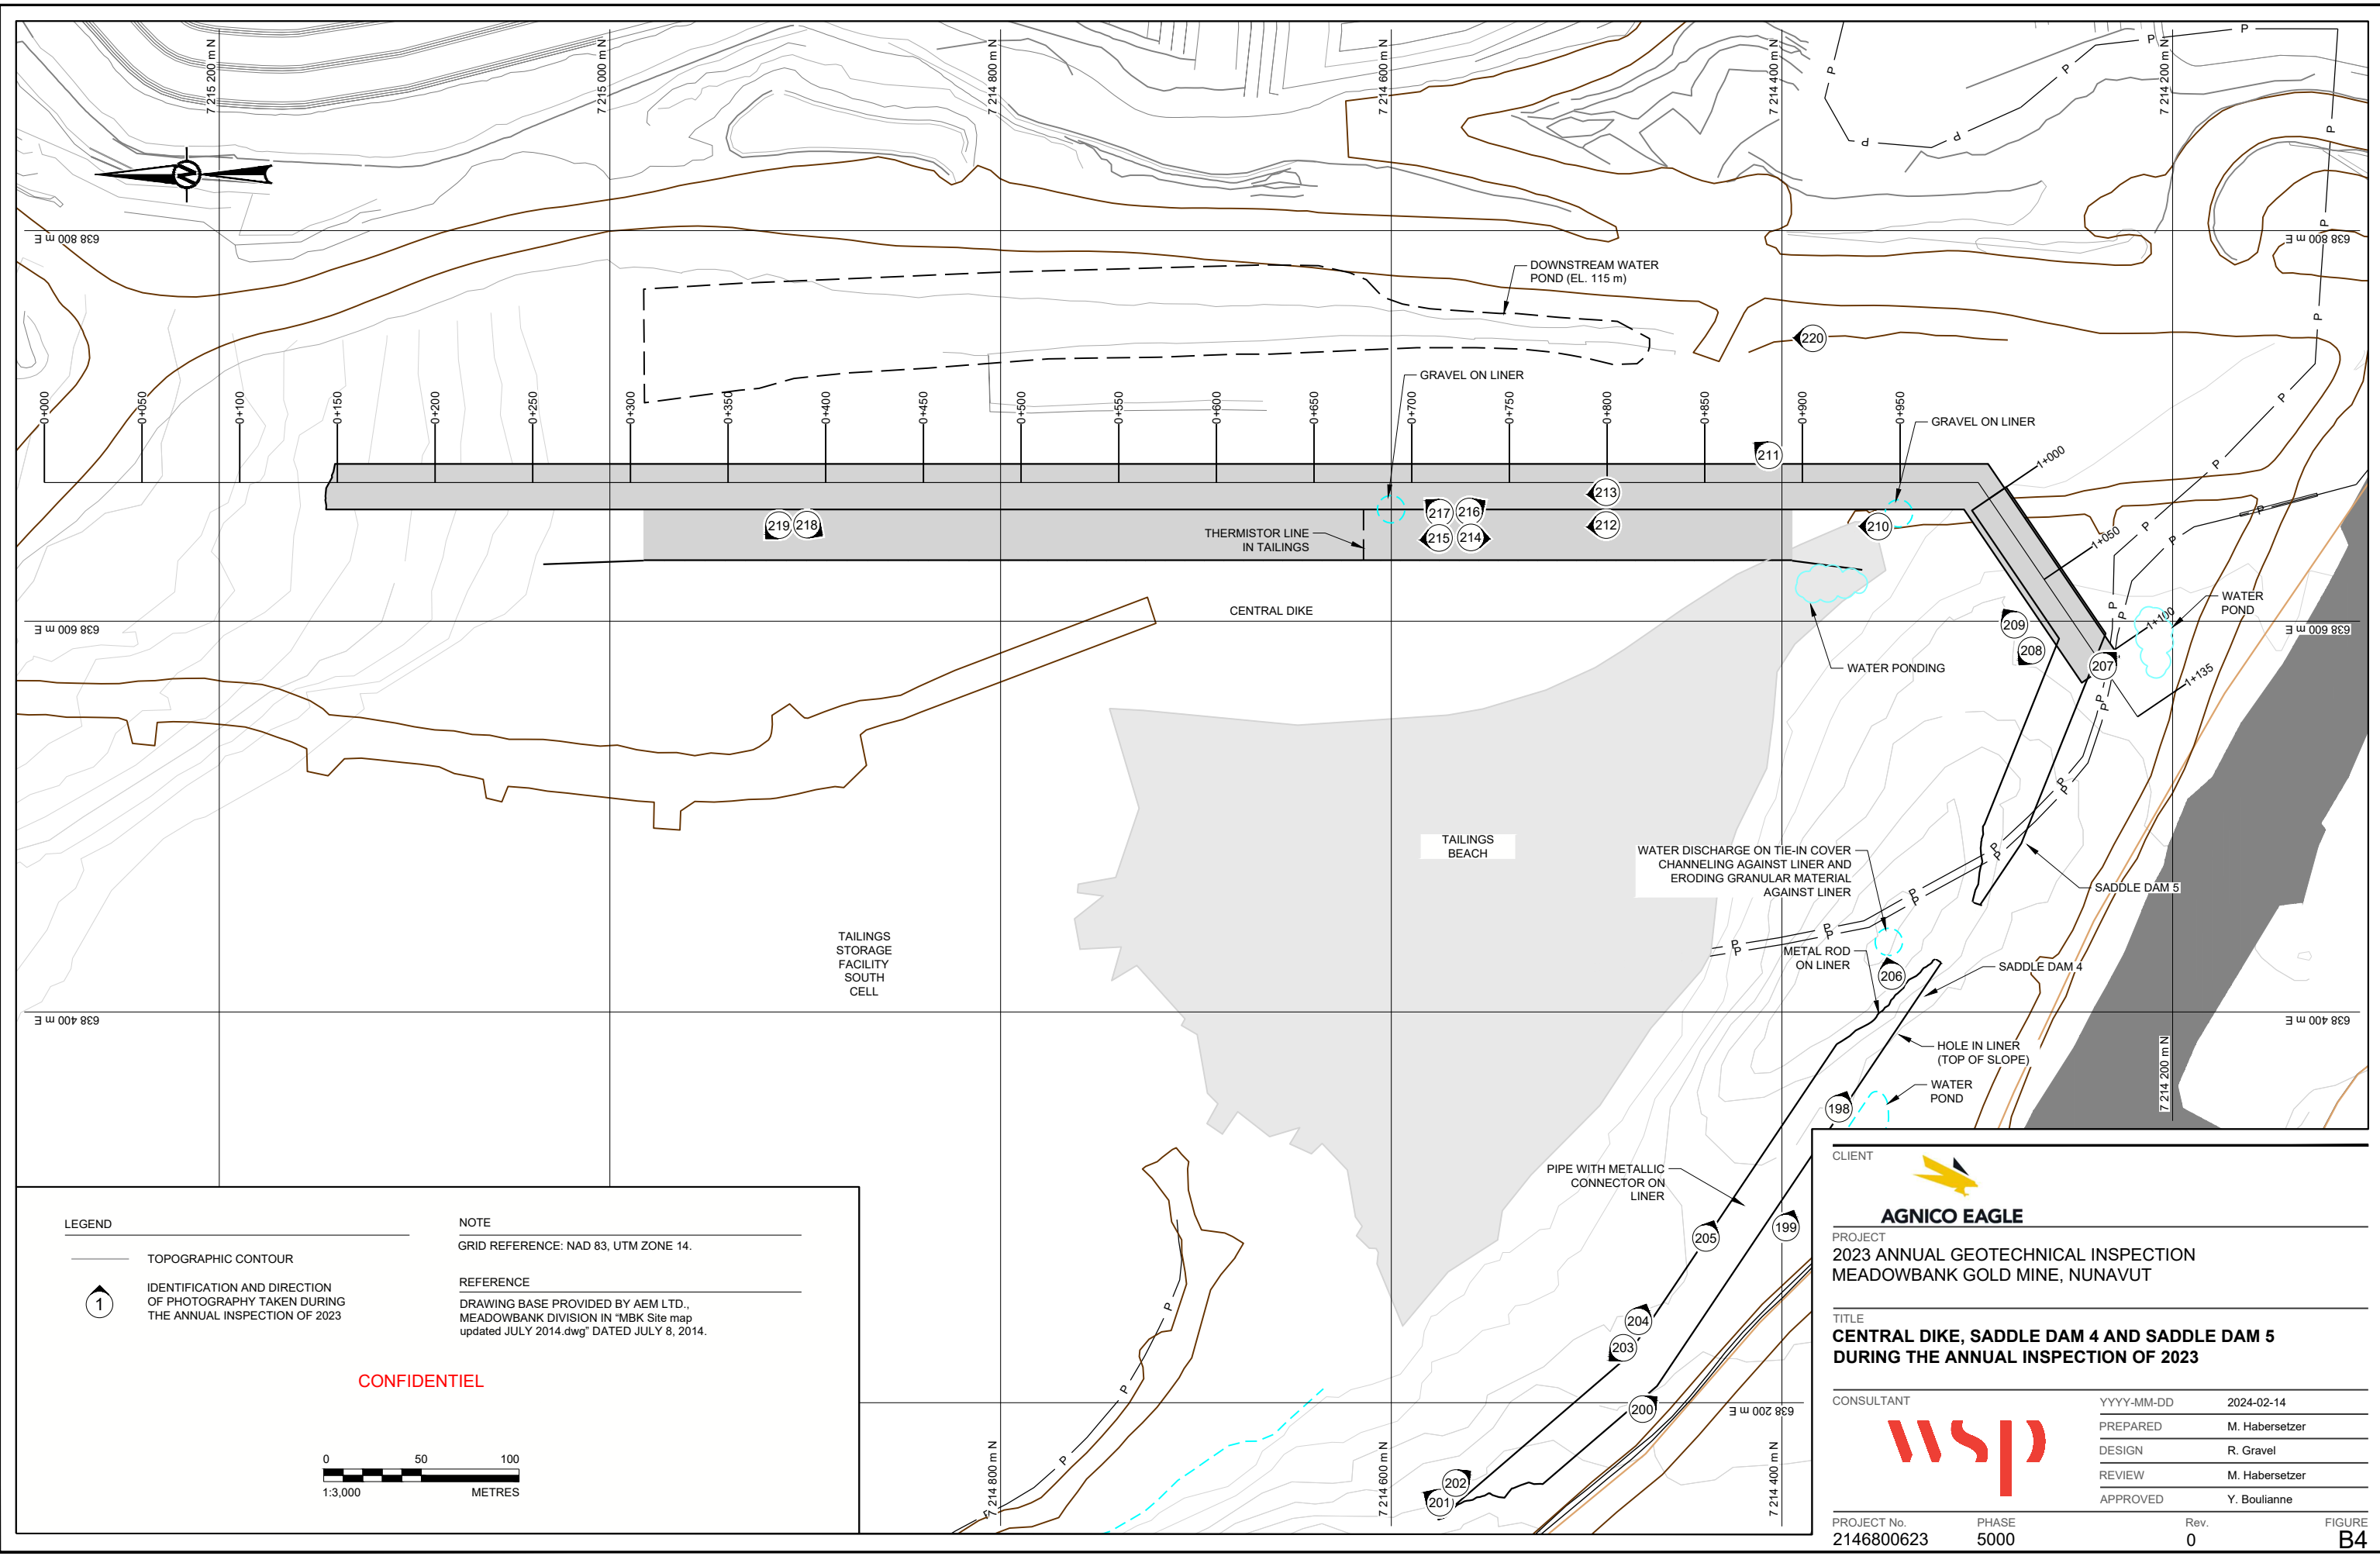 7 215 200 m N
7 215 000 m N
7 214 800 m N
7 214 600 m N
7 214 400 m N
7 214 200 m N
P
P
P
P
P
P
P
P
N
638 800 m E
638 800 m E
DOWNSTREAM WATER
POND (EL. 115 m)
220
P
P
GRAVEL ON LINER
GRAVEL ON LINER
0+000
0+050
0+100
0+150
0+200
0+250
0+300
0+350
0+400
0+450
0+500
0+550
0+600
0+650
0+700
0+750
0+800
0+850
0+900
0+950
1+000
1+050
1+100
1+135
211
213
212
217
216
215
214
219
218
210
THERMISTOR LINE
IN TAILINGS
P
P
P
P
P
P
P
CENTRAL DIKE
638 600 m E
638 600 m E
WATER
POND
209
208
207
WATER PONDING
P
P
P
P
TAILINGS
BEACH
WATER DISCHARGE ON TIE-IN COVER
CHANNELING AGAINST LINER AND
ERODING GRANULAR MATERIAL
AGAINST LINER
P
P
P
P
P
P
P
P
SADDLE DAM 5
TAILINGS
STORAGE
FACILITY
SOUTH
CELL
METAL ROD
ON LINER
206
SADDLE DAM 4
638 400 m E
638 400 m E
HOLE IN LINER
(TOP OF SLOPE)
WATER
POND
7 214 200 m N
198
PIPE WITH METALLIC
CONNECTOR ON
LINER
199
205
204
203
200
202
201
638 200 m E
P
P
P
P
7 214 800 m N
7 214 600 m N
7 214 400 m N
LEGEND
TOPOGRAPHIC CONTOUR
1
IDENTIFICATION AND DIRECTION
OF PHOTOGRAPHY TAKEN DURING
THE ANNUAL INSPECTION OF 2023
NOTE
GRID REFERENCE: NAD 83, UTM ZONE 14.
REFERENCE
DRAWING BASE PROVIDED BY AEM LTD.,
MEADOWBANK DIVISION IN "MBK Site map
updated JULY 2014.dwg" DATED JULY 8, 2014.
CONFIDENTIEL
0 50 100
1:3,000 METRES
CLIENT
AGNICO EAGLE
PROJECT
2023 ANNUAL GEOTECHNICAL INSPECTION
MEADOWBANK GOLD MINE, NUNAVUT
TITLE
CENTRAL DIKE, SADDLE DAM 4 AND SADDLE DAM 5
DURING THE ANNUAL INSPECTION OF 2023
CONSULTANT
wsp
YYYY-MM-DD 2024-02-14
PREPARED M. Habersetzer
DESIGN R. Gravel
REVIEW M. Habersetzer
APPROVED Y. Boulianne
PROJECT No. PHASE Rev. FIGURE
2146800623 5000 0 B4